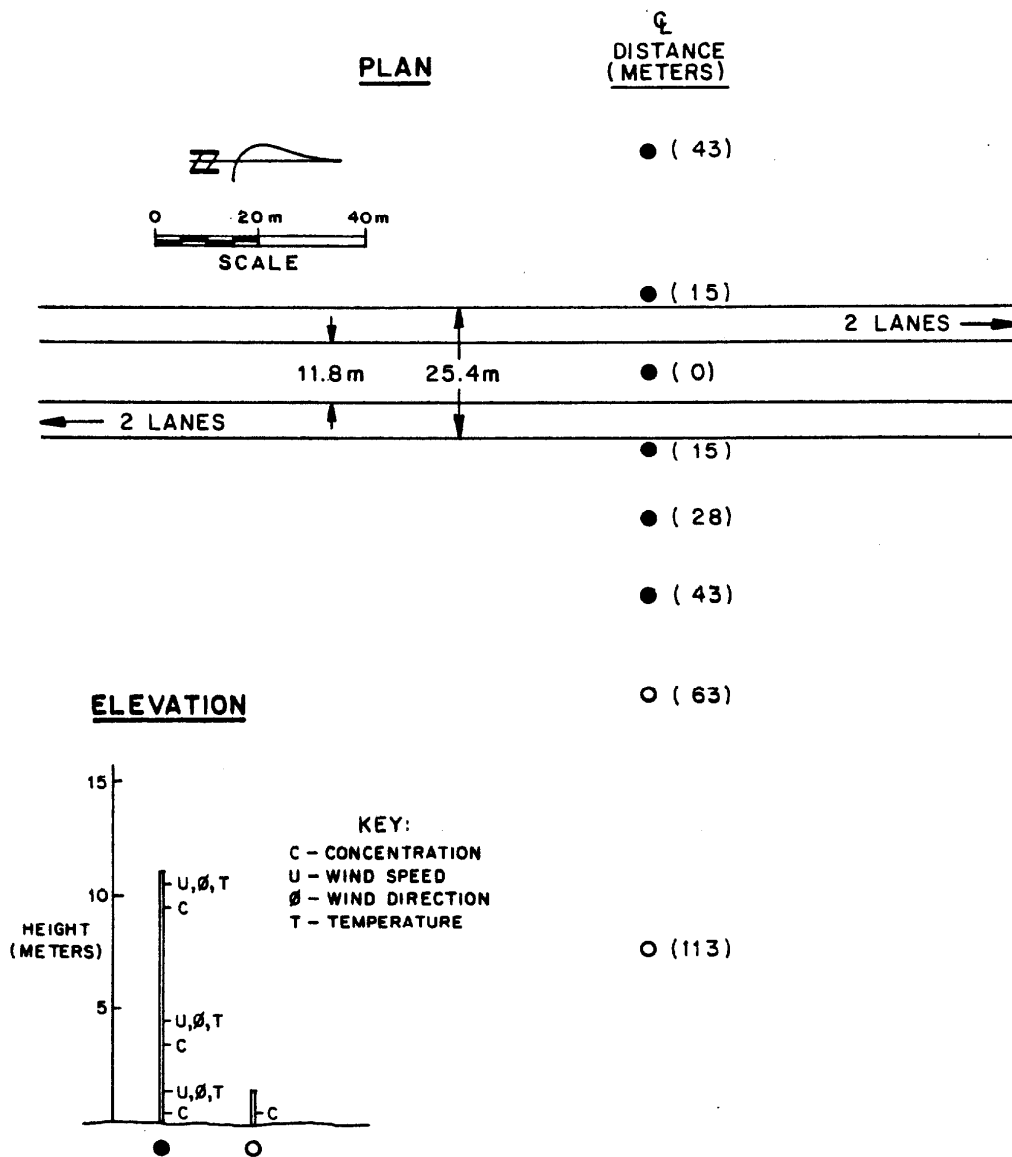 PLAN
℄
DISTANCE
(METERS)
( 43)
N
0 20m 40m
SCALE
( 15)
2 LANES
11.8m 25.4m
( 0)
2 LANES
( 15)
( 28)
( 43)
( 63)
ELEVATION
15
10
HEIGHT
(METERS)
5
U,Ø,T
C
U,Ø,T
C
U,Ø,T
C
C
KEY:
C – CONCENTRATION
U – WIND SPEED
Ø – WIND DIRECTION
T – TEMPERATURE
(113)